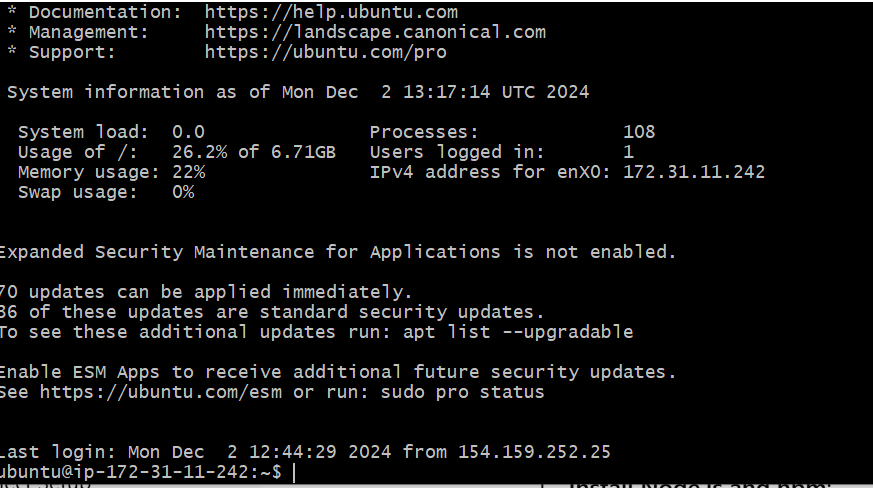 * Documentation:  https://help.ubuntu.com
* Management:     https://landscape.canonical.com
* Support:        https://ubuntu.com/pro
System information as of Mon Dec  2 13:17:14 UTC 2024
System load:  0.0               Processes:             108
Usage of /:   26.2% of 6.71GB   Users logged in:       1
Memory usage: 22%               IPv4 address for enX0: 172.31.11.242
Swap usage:   0%
Expanded Security Maintenance for Applications is not enabled.
70 updates can be applied immediately.
36 of these updates are standard security updates.
To see these additional updates run: apt list --upgradable
Enable ESM Apps to receive additional future security updates.
See https://ubuntu.com/esm or run: sudo pro status
Last login: Mon Dec  2 12:44:29 2024 from 154.159.252.25
ubuntu@ip-172-31-11-242:~$
Install Node.js and npm: